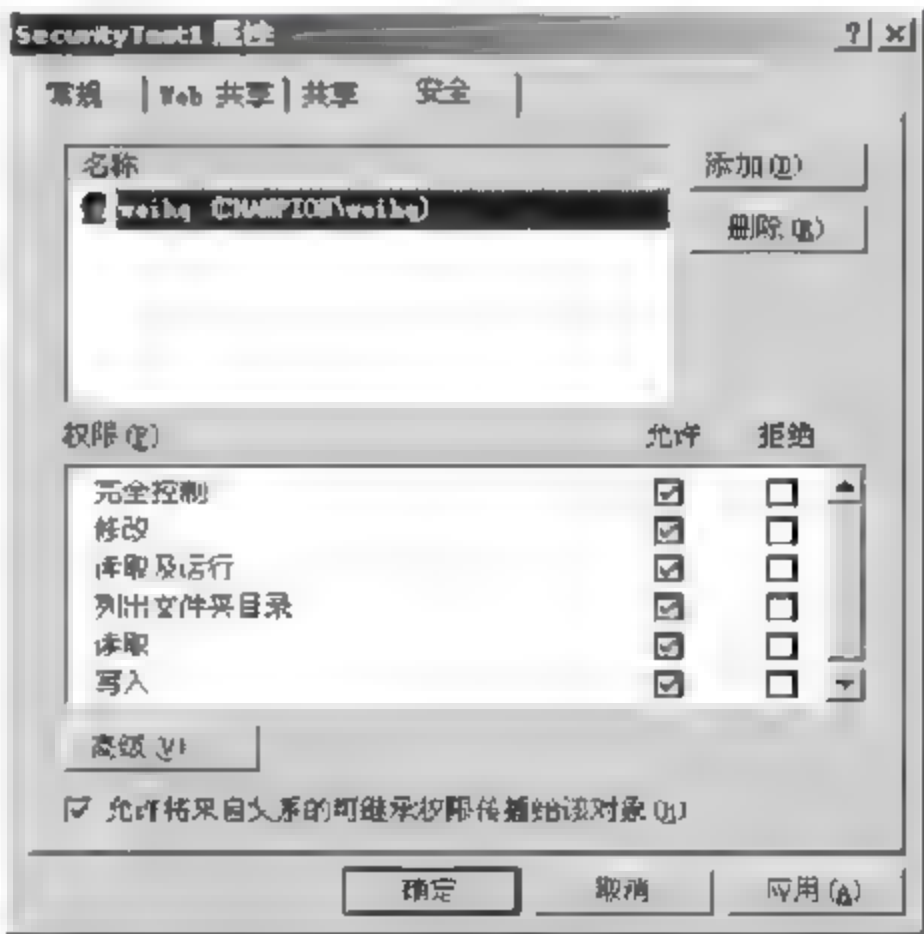 SecurityTest1 属性
常规 Web 共享 共享 安全
名称
添加(D)
weihq (CHAMPION\weihq)
删除(R)
权限(P) 允许 拒绝
完全控制
修改
读取及运行
列出文件夹目录
读取
写入
高级(V)
允许将来自父系的可继承权限传播给该对象(H)
确定 取消 应用(A)